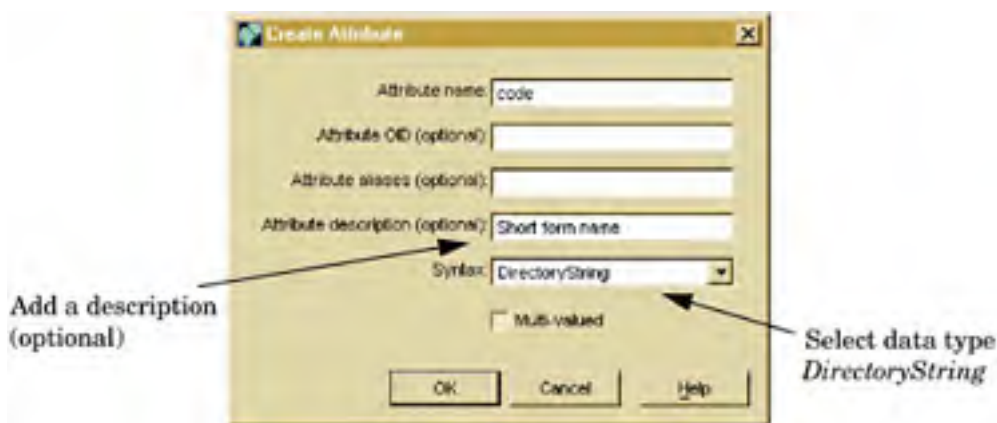 Create Attribute
Attribute name: code
Attribute OID (optional):
Attribute aliases (optional):
Attribute description (optional): Short form name
Syntax: DirectoryString
Multi-valued
OK Cancel Help
Add a description
(optional)
Select data type
DirectoryString